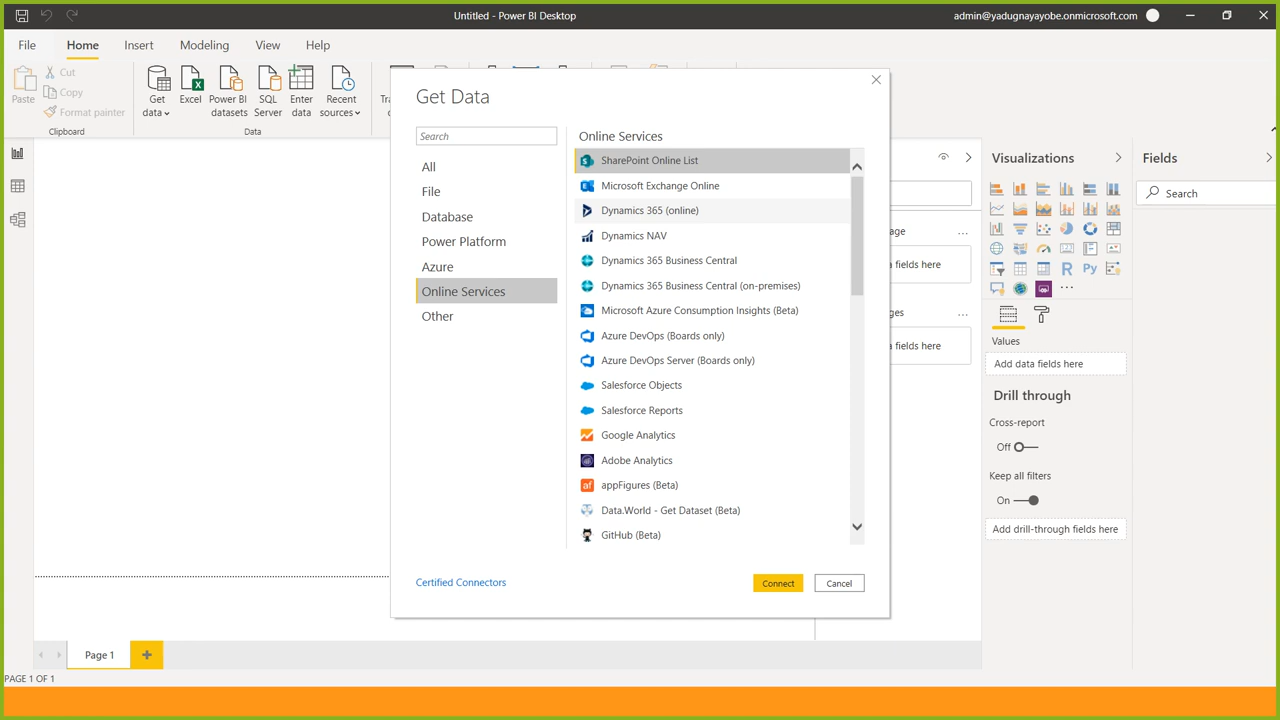 Untitled - Power BI Desktop
admin@yadugnayayobe.onmicrosoft.com
File
Home
Insert
Modeling
View
Help
Paste
Cut
Copy
Format painter
Clipboard
Get data
Excel
Power BI datasets
SQL Server
Enter data
Recent sources
Data
Get Data
Search
All
File
Database
Power Platform
Azure
Online Services
Other
Online Services
SharePoint Online List
Microsoft Exchange Online
Dynamics 365 (online)
Dynamics NAV
Dynamics 365 Business Central
Dynamics 365 Business Central (on-premises)
Microsoft Azure Consumption Insights (Beta)
Azure DevOps (Boards only)
Azure DevOps Server (Boards only)
Salesforce Objects
Salesforce Reports
Google Analytics
Adobe Analytics
appFigures (Beta)
Data.World - Get Dataset (Beta)
GitHub (Beta)
Certified Connectors
Connect
Cancel
age
a fields here
ges
a fields here
Visualizations
R
Py
Values
Add data fields here
Drill through
Cross-report
Off
Keep all filters
On
Add drill-through fields here
Fields
Search
Page 1
PAGE 1 OF 1